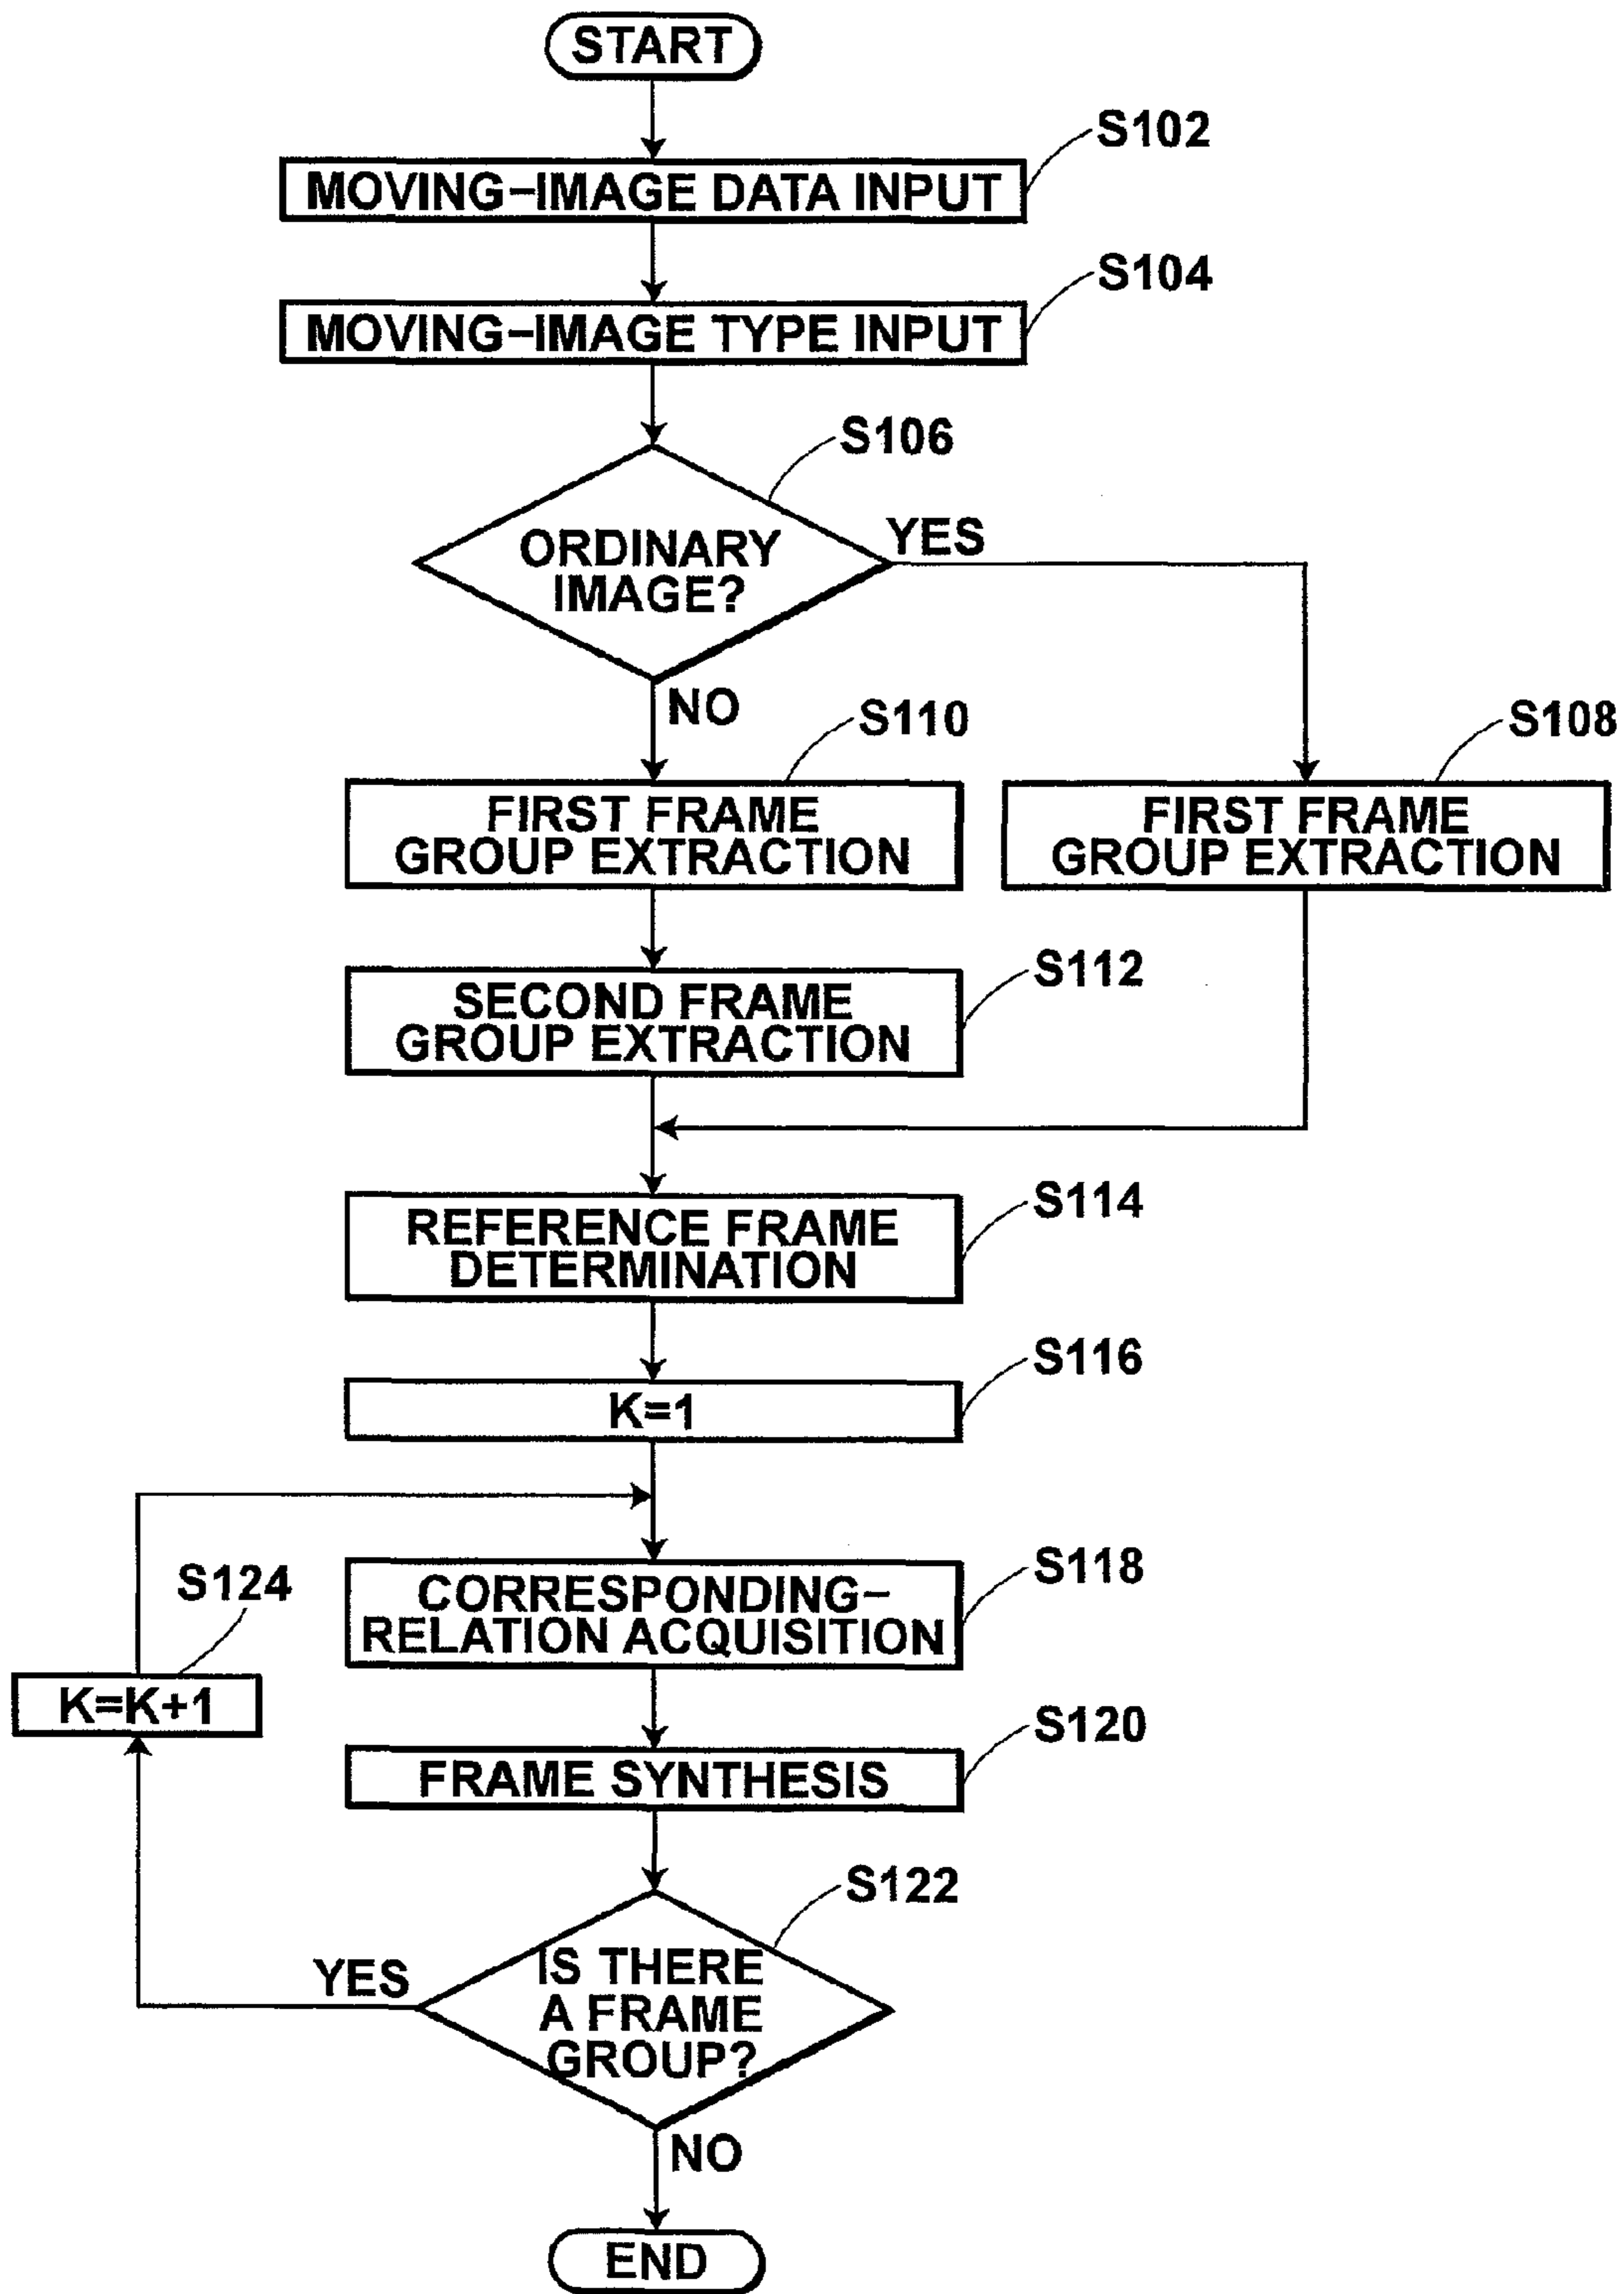 START
S102
MOVING-IMAGE DATA INPUT
S104
MOVING-IMAGE TYPE INPUT
S106
ORDINARY
IMAGE?
YES
NO
S110
FIRST FRAME
GROUP EXTRACTION
S108
FIRST FRAME
GROUP EXTRACTION
S112
SECOND FRAME
GROUP EXTRACTION
S114
REFERENCE FRAME
DETERMINATION
S116
K=1
S118
CORRESPONDING-
RELATION ACQUISITION
S124
K=K+1
S120
FRAME SYNTHESIS
S122
IS THERE
A FRAME
GROUP?
YES
NO
END